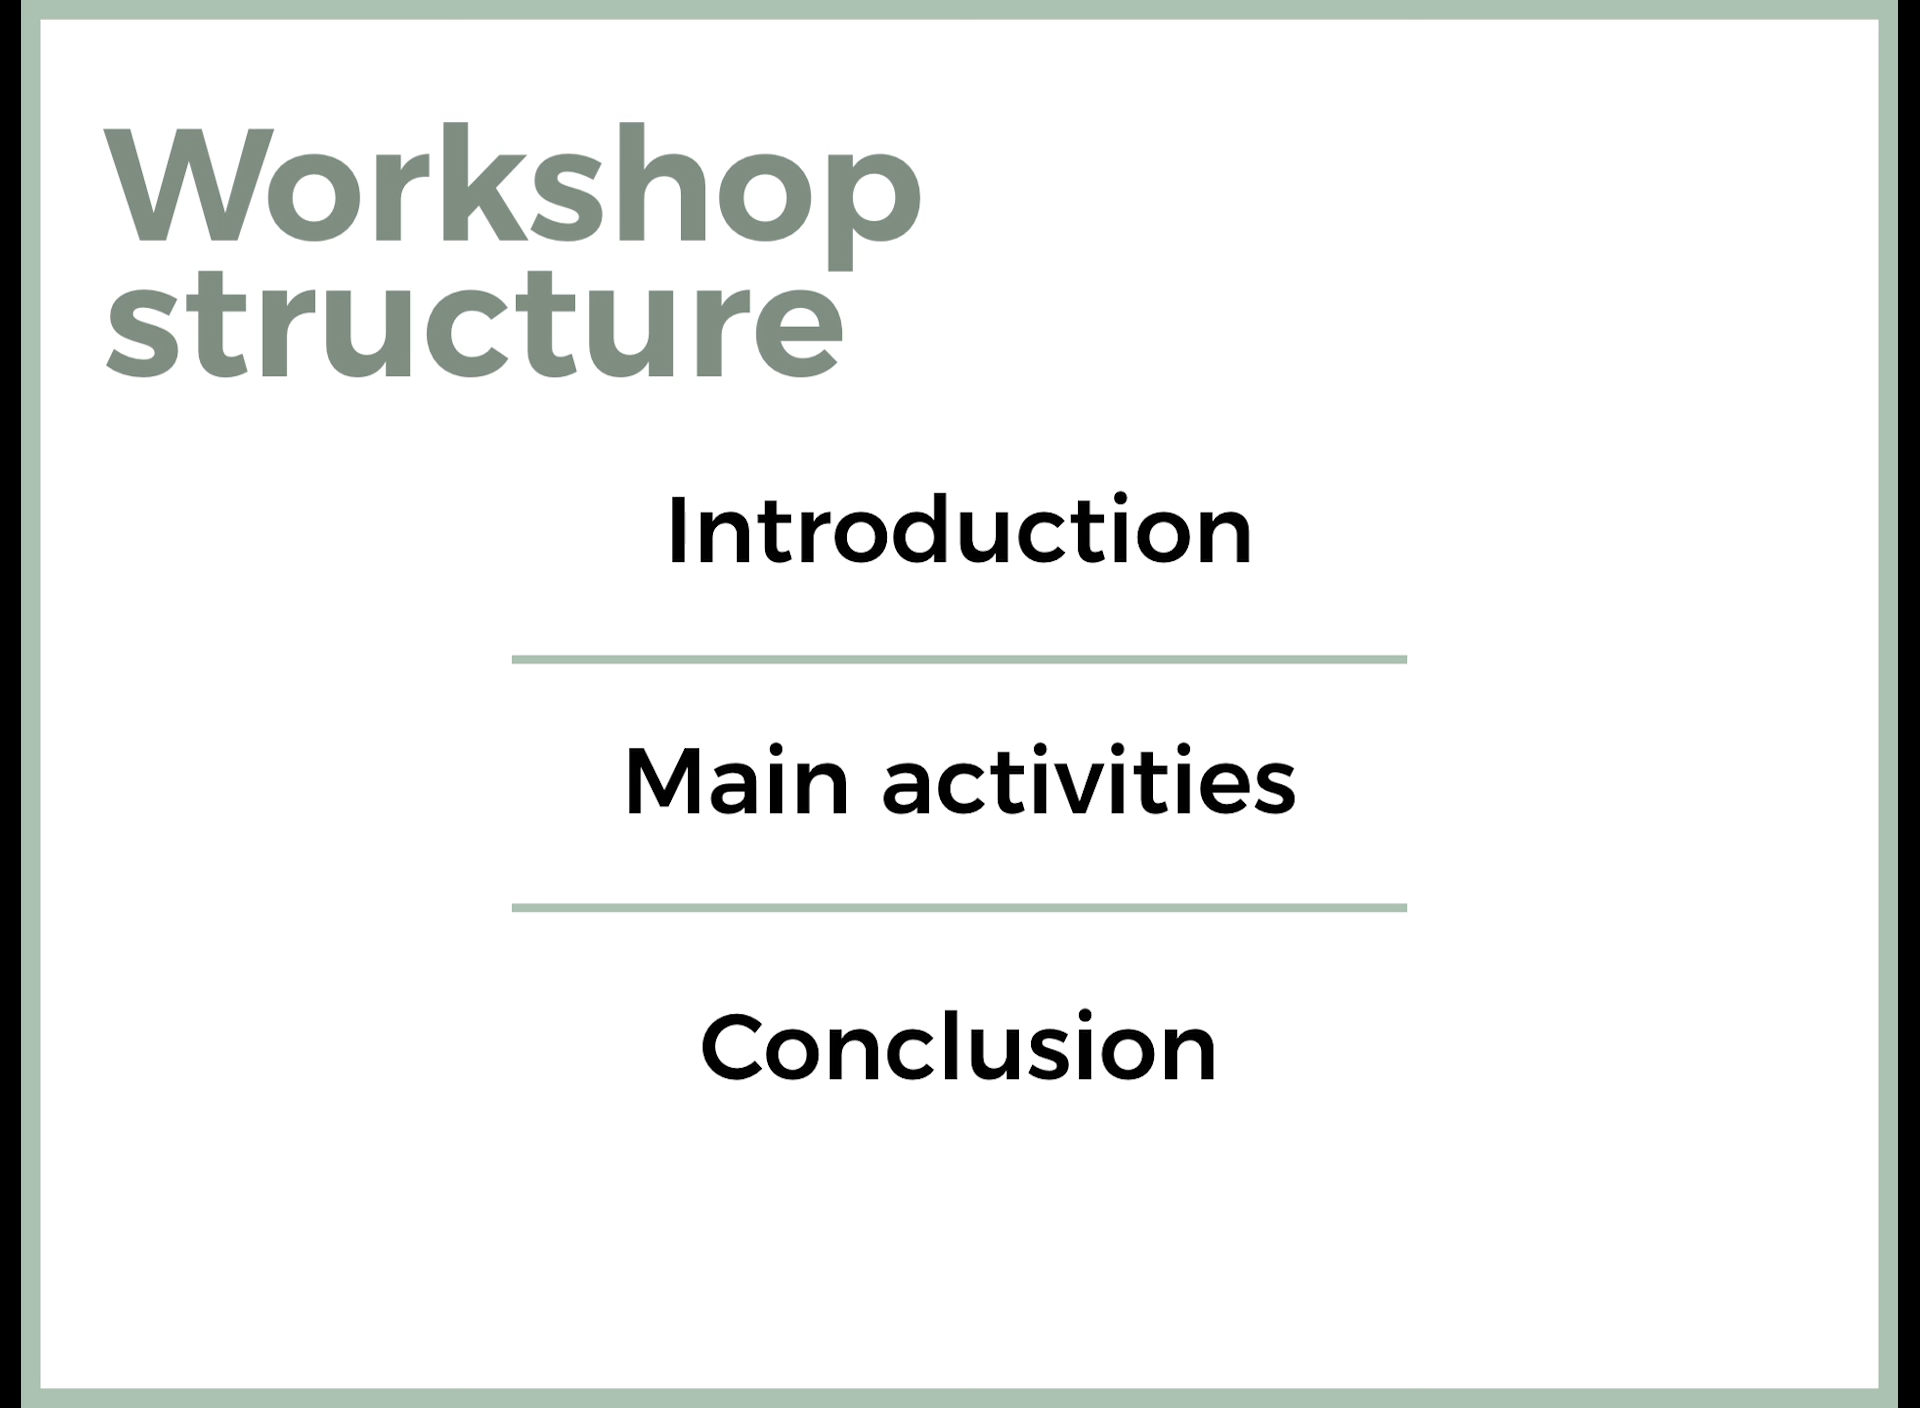 Workshop
structure
Introduction
Main activities
Conclusion